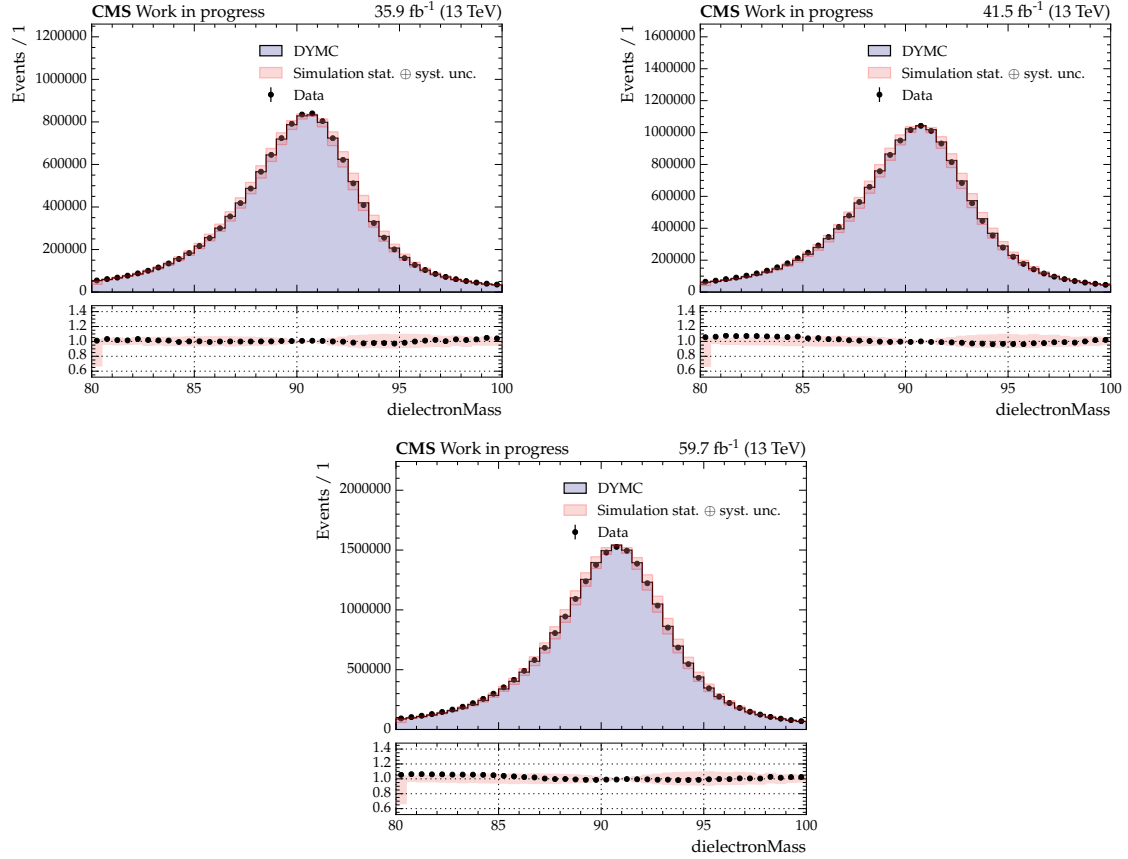 CMS Work in progress 35.9 fb⁻¹ (13 TeV)
Events / 1
1200000
1000000
800000
600000
400000
200000
0
DYMC
Simulation stat. ⊕ syst. unc.
Data
1.4
1.2
1.0
0.8
0.6
80 85 90 95 100
dielectronMass
CMS Work in progress 41.5 fb⁻¹ (13 TeV)
Events / 1
1600000
1400000
1200000
1000000
800000
600000
400000
200000
0
DYMC
Simulation stat. ⊕ syst. unc.
Data
1.4
1.2
1.0
0.8
0.6
80 85 90 95 100
dielectronMass
CMS Work in progress 59.7 fb⁻¹ (13 TeV)
Events / 1
2000000
1500000
1000000
500000
0
DYMC
Simulation stat. ⊕ syst. unc.
Data
1.4
1.2
1.0
0.8
0.6
80 85 90 95 100
dielectronMass